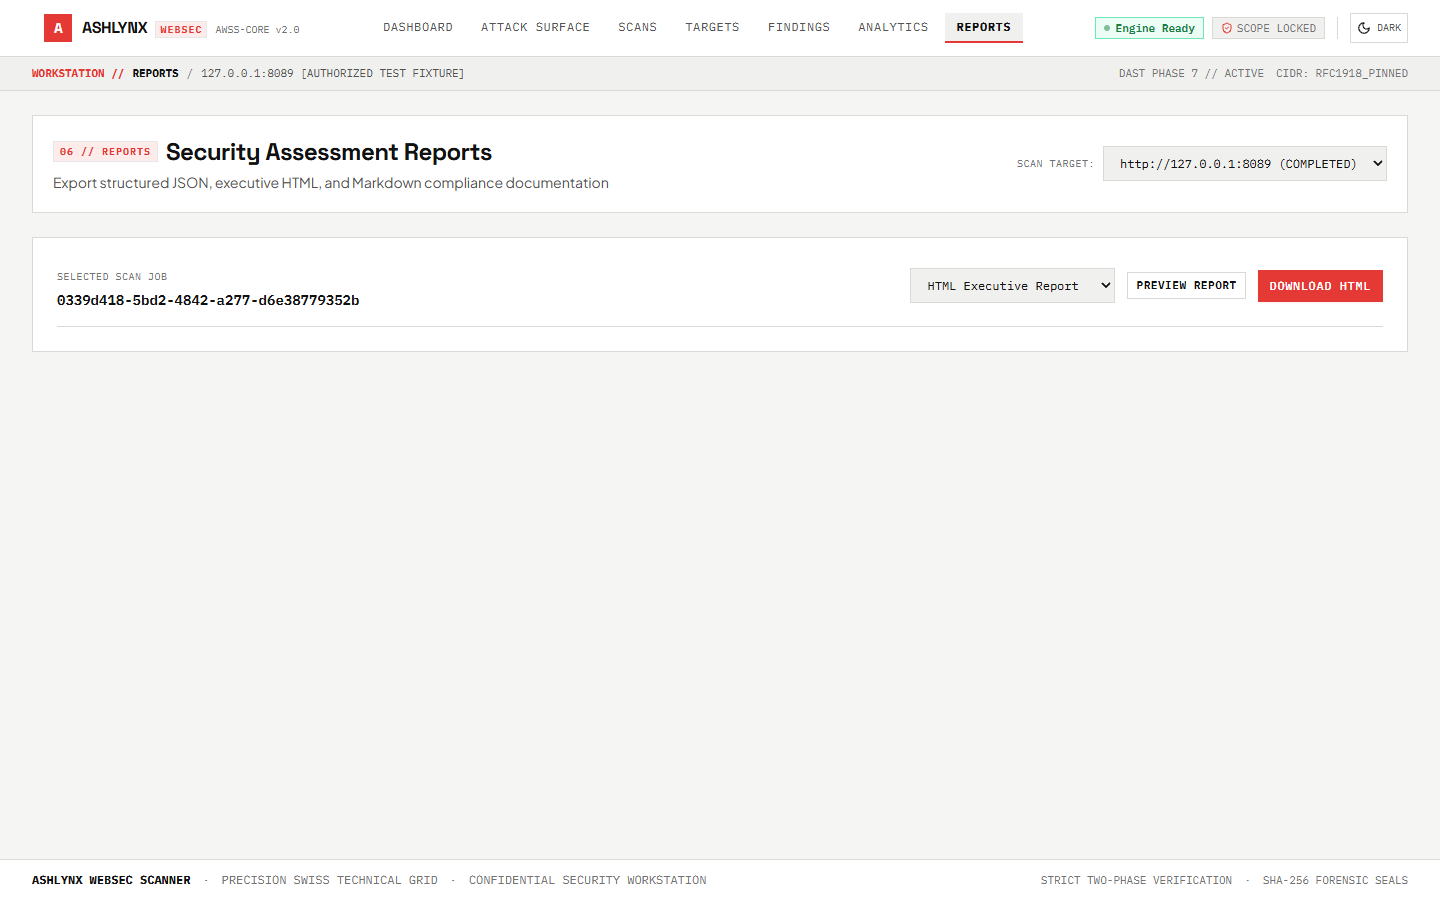 A ASHLYNX WEBSEC AWSS-CORE v2.0 DASHBOARD ATTACK SURFACE SCANS TARGETS FINDINGS ANALYTICS REPORTS Engine Ready SCOPE LOCKED DARK
WORKSTATION // REPORTS / 127.0.0.1:8089 [AUTHORIZED TEST FIXTURE] DAST PHASE 7 // ACTIVE CIDR: RFC1918_PINNED
06 // REPORTS Security Assessment Reports
Export structured JSON, executive HTML, and Markdown compliance documentation
SCAN TARGET: http://127.0.0.1:8089 (COMPLETED)
SELECTED SCAN JOB
0339d418-5bd2-4842-a277-d6e38779352b
HTML Executive Report PREVIEW REPORT DOWNLOAD HTML
ASHLYNX WEBSEC SCANNER · PRECISION SWISS TECHNICAL GRID · CONFIDENTIAL SECURITY WORKSTATION STRICT TWO-PHASE VERIFICATION · SHA-256 FORENSIC SEALS